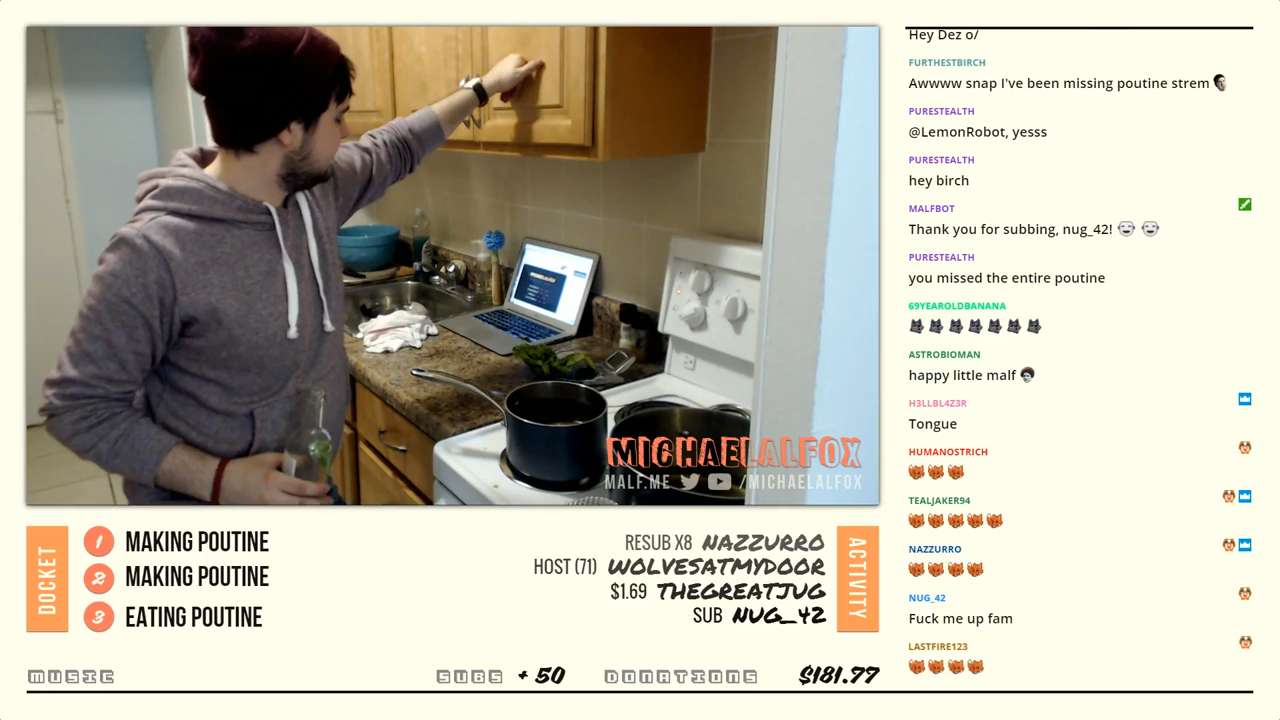 MICHAELALFOX
MALF.ME /MICHAELALFOX
DOCKET
1 MAKING POUTINE
2 MAKING POUTINE
3 EATING POUTINE
RESUB X8 NAZZURRO
HOST (71) WOLVESATMYDOOR
$1.69 THEGREATJUG
SUB NUG_42
ACTIVITY
MUSIC
SUBS + 50
DONATIONS $181.77
Hey Dez o/
FURTHESTBIRCH
Awwww snap I've been missing poutine strem
PURESTEALTH
@LemonRobot, yesss
PURESTEALTH
hey birch
MALFBOT
Thank you for subbing, nug_42!
PURESTEALTH
you missed the entire poutine
69YEAROLDBANANA
ASTROBIOMAN
happy little malf
H3LLBL4Z3R
Tongue
HUMANOSTRICH
TEALJAKER94
NAZZURRO
NUG_42
Fuck me up fam
LASTFIRE123